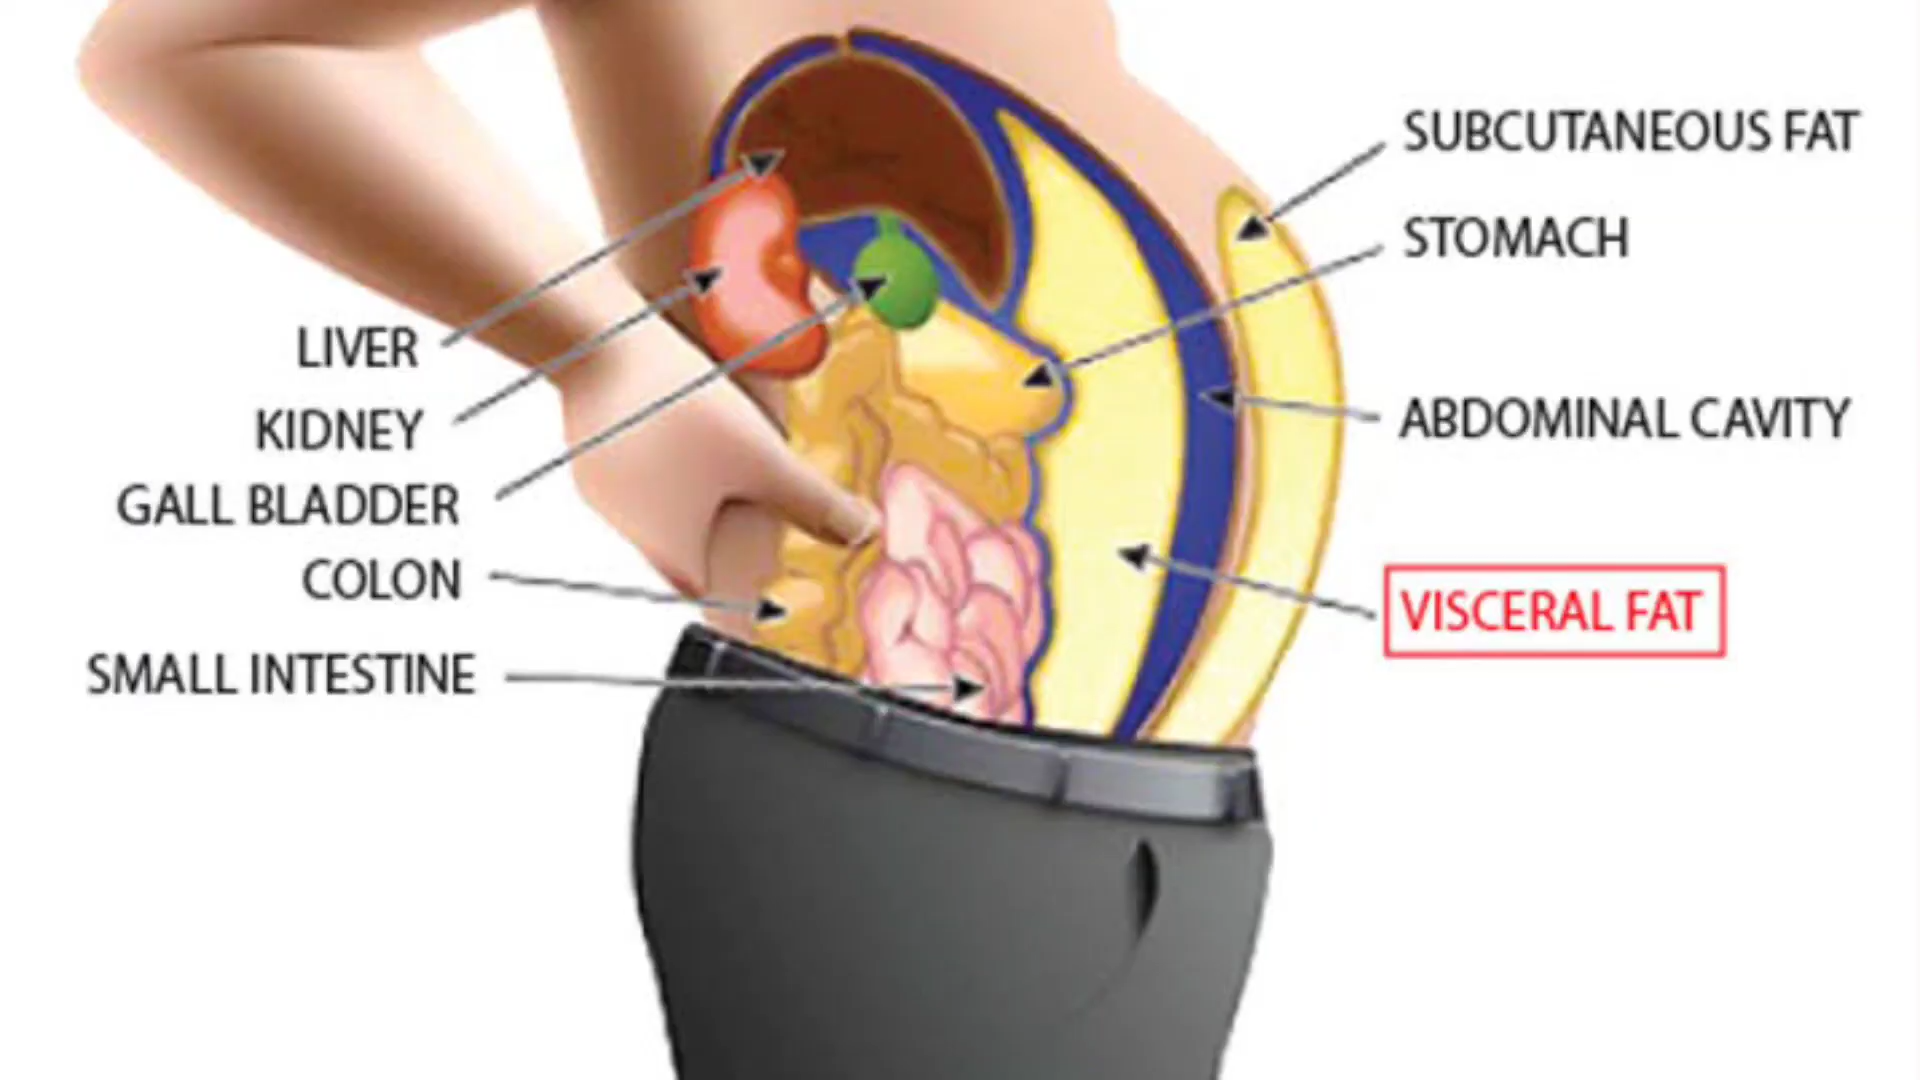 SUBCUTANEOUS FAT
STOMACH
LIVER
KIDNEY
ABDOMINAL CAVITY
GALL BLADDER
COLON
VISCERAL FAT
SMALL INTESTINE